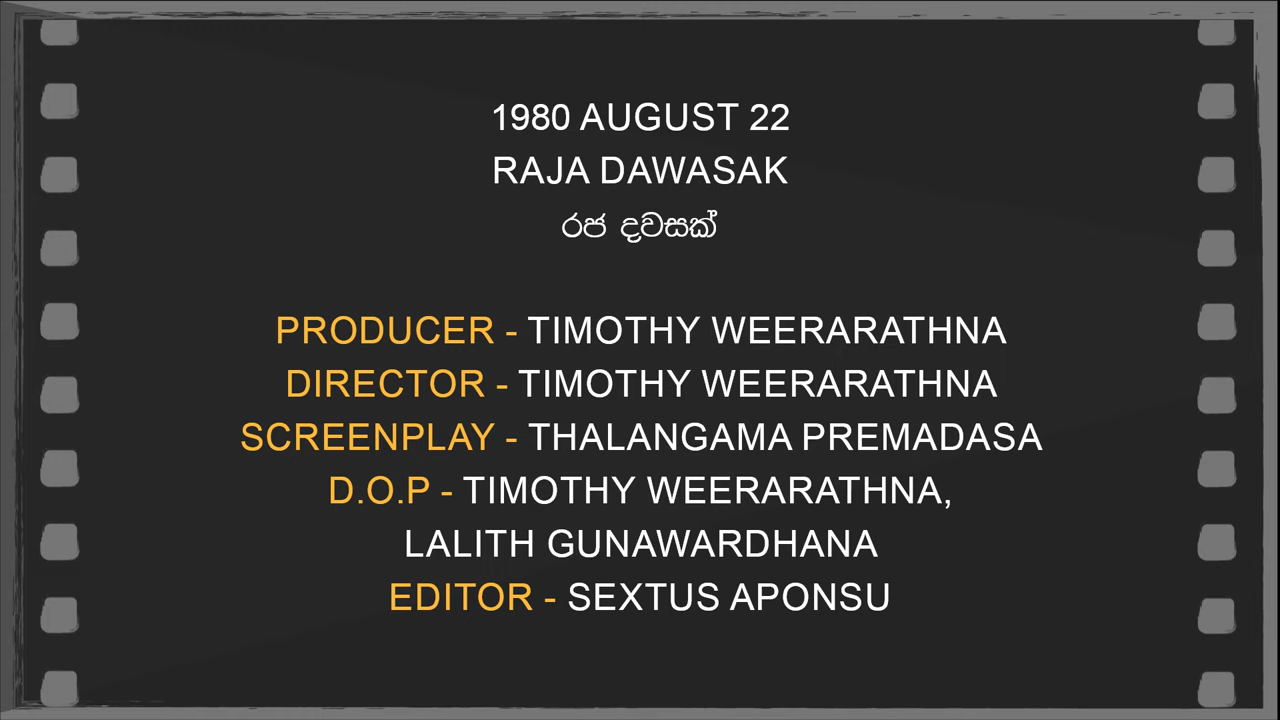 1980 AUGUST 22
RAJA DAWASAK
රජ දවසක්
PRODUCER - TIMOTHY WEERARATHNA
DIRECTOR - TIMOTHY WEERARATHNA
SCREENPLAY - THALANGAMA PREMADASA
D.O.P - TIMOTHY WEERARATHNA,
LALITH GUNAWARDHANA
EDITOR - SEXTUS APONSU